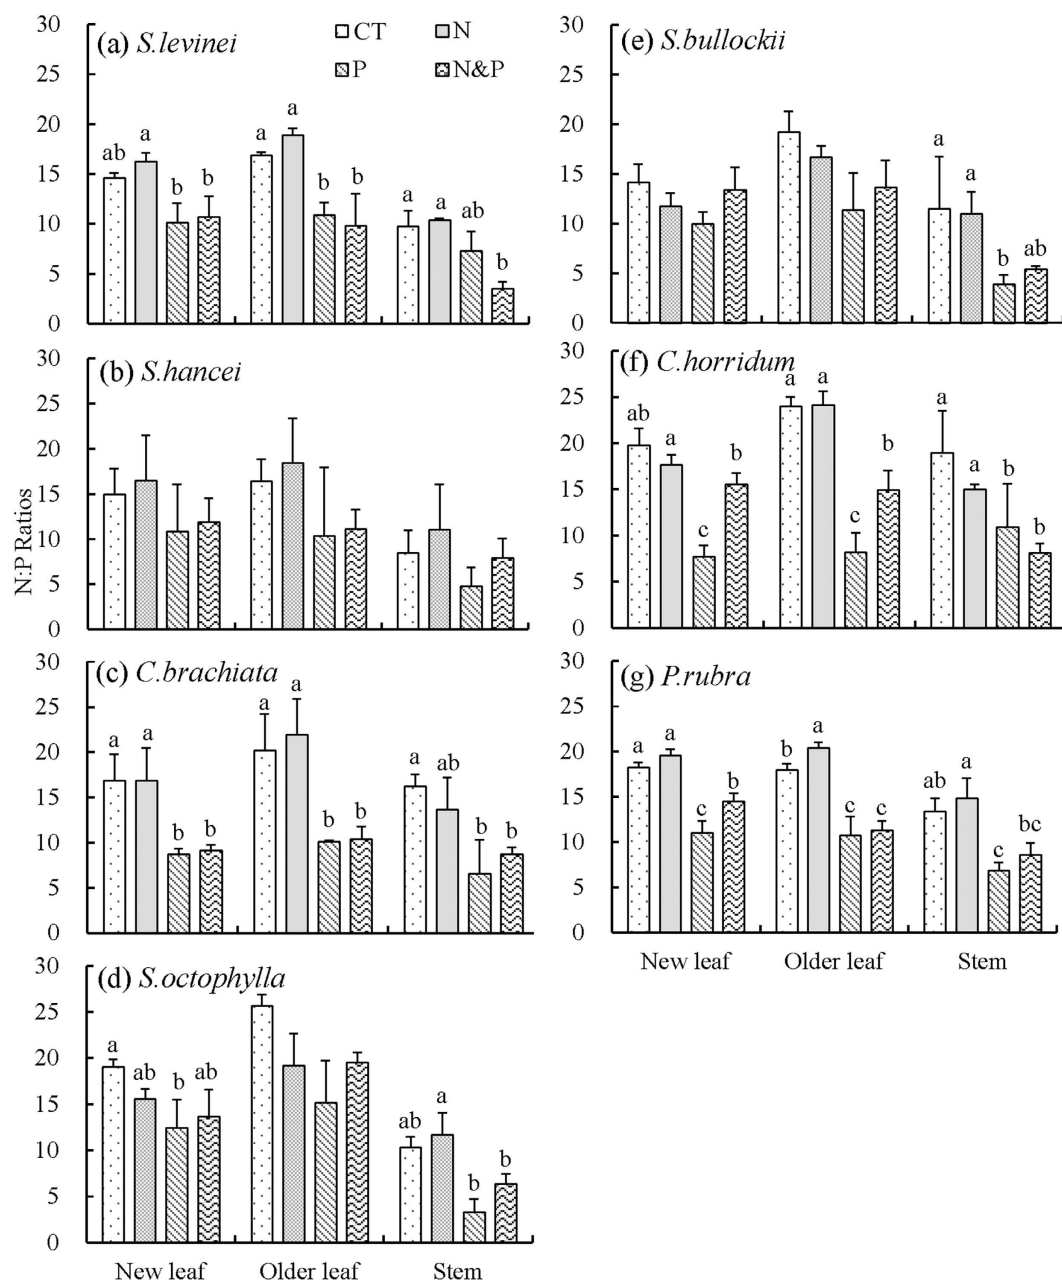 (a) S.levinei
CT N
P N&P
30
25
20
15
10
5
0
ab a b b a a b b a a ab b
(e) S.bullockii
30
25
20
15
10
5
0
a a b ab
N:P Ratios
(b) S.hancei
30
25
20
15
10
5
0
(f) C.horridum
30
25
20
15
10
5
0
ab a c b a a c b a a b b
(c) C.brachiata
30
25
20
15
10
5
0
a a b b a a b b a ab b b
(g) P.rubra
30
25
20
15
10
5
0
a a c b b a c c ab a c bc
New leaf Older leaf Stem
(d) S.octophylla
30
25
20
15
10
5
0
a ab b ab ab a b b
New leaf Older leaf Stem